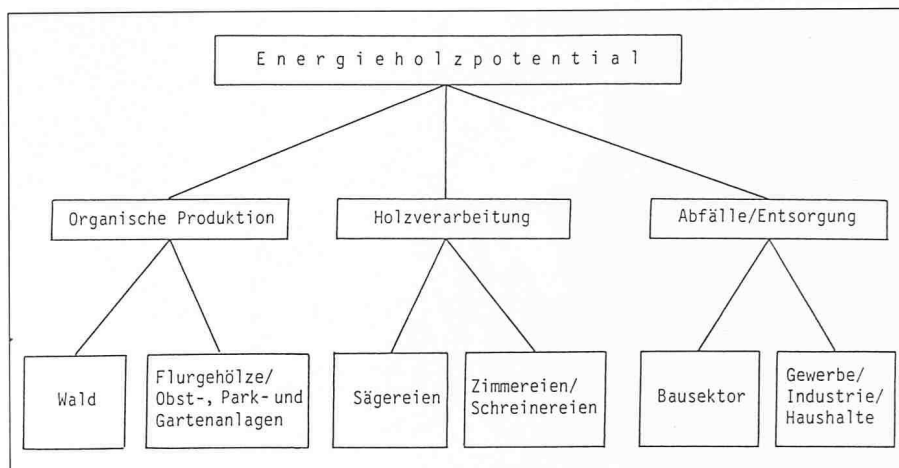 Energieholzpotential
Organische Produktion
Holzverarbeitung
Abfälle/Entsorgung
Wald
Flurgehölze/
Obst-, Park- und
Gartenanlagen
Sägereien
Zimmereien/
Schreinereien
Bausektor
Gewerbe/
Industrie/
Haushalte